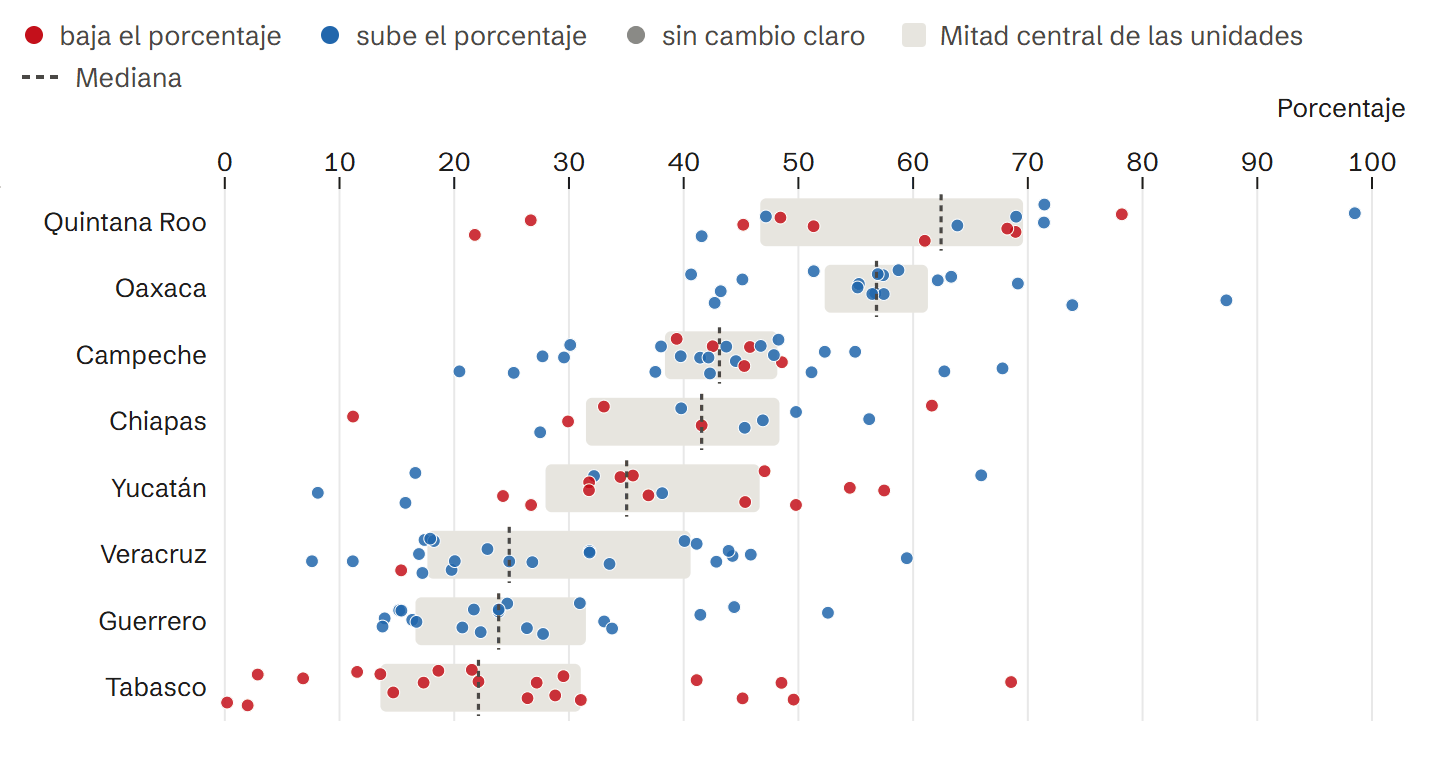 baja el porcentaje sube el porcentaje sin cambio claro Mitad central de las unidades
Mediana
Porcentaje
0 10 20 30 40 50 60 70 80 90 100
Quintana Roo
Oaxaca
Campeche
Chiapas
Yucatán
Veracruz
Guerrero
Tabasco